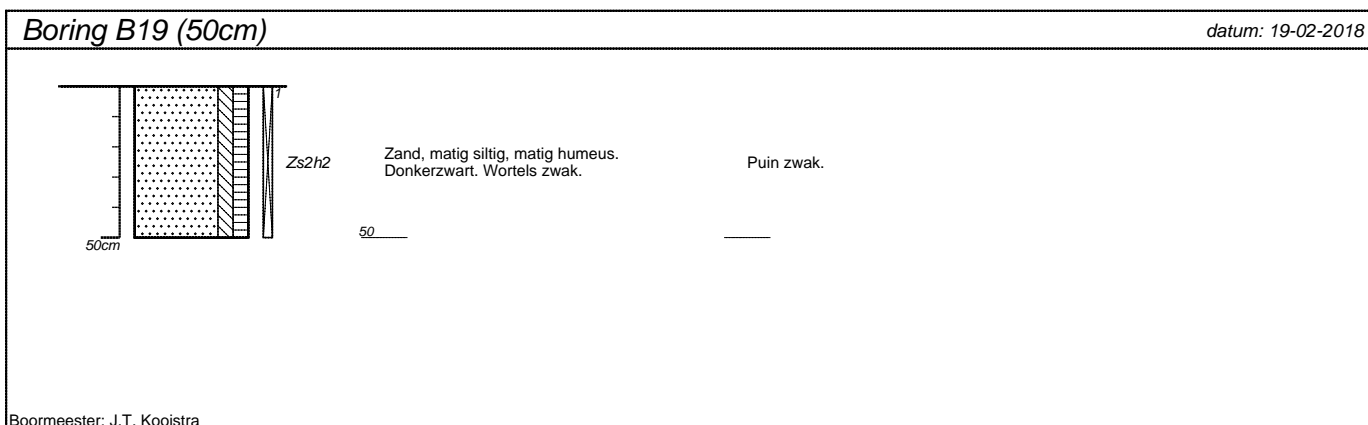 Boring B19 (50cm)
datum: 19-02-2018
1
Zs2h2
Zand, matig siltig, matig humeus.
Donkerzwart. Wortels zwak.
Puin zwak.
50cm
50
Boormeester: J.T. Kooistra